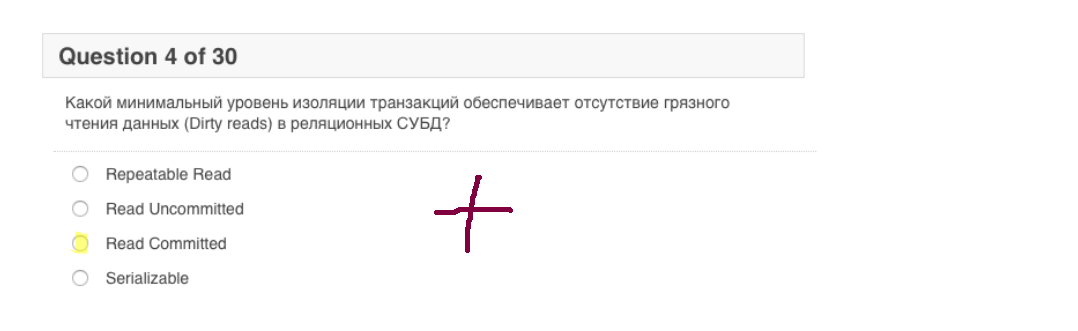 Question 4 of 30
Какой минимальный уровень изоляции транзакций обеспечивает отсутствие грязного
чтения данных (Dirty reads) в реляционных СУБД?
Repeatable Read
Read Uncommitted
Read Committed
Serializable